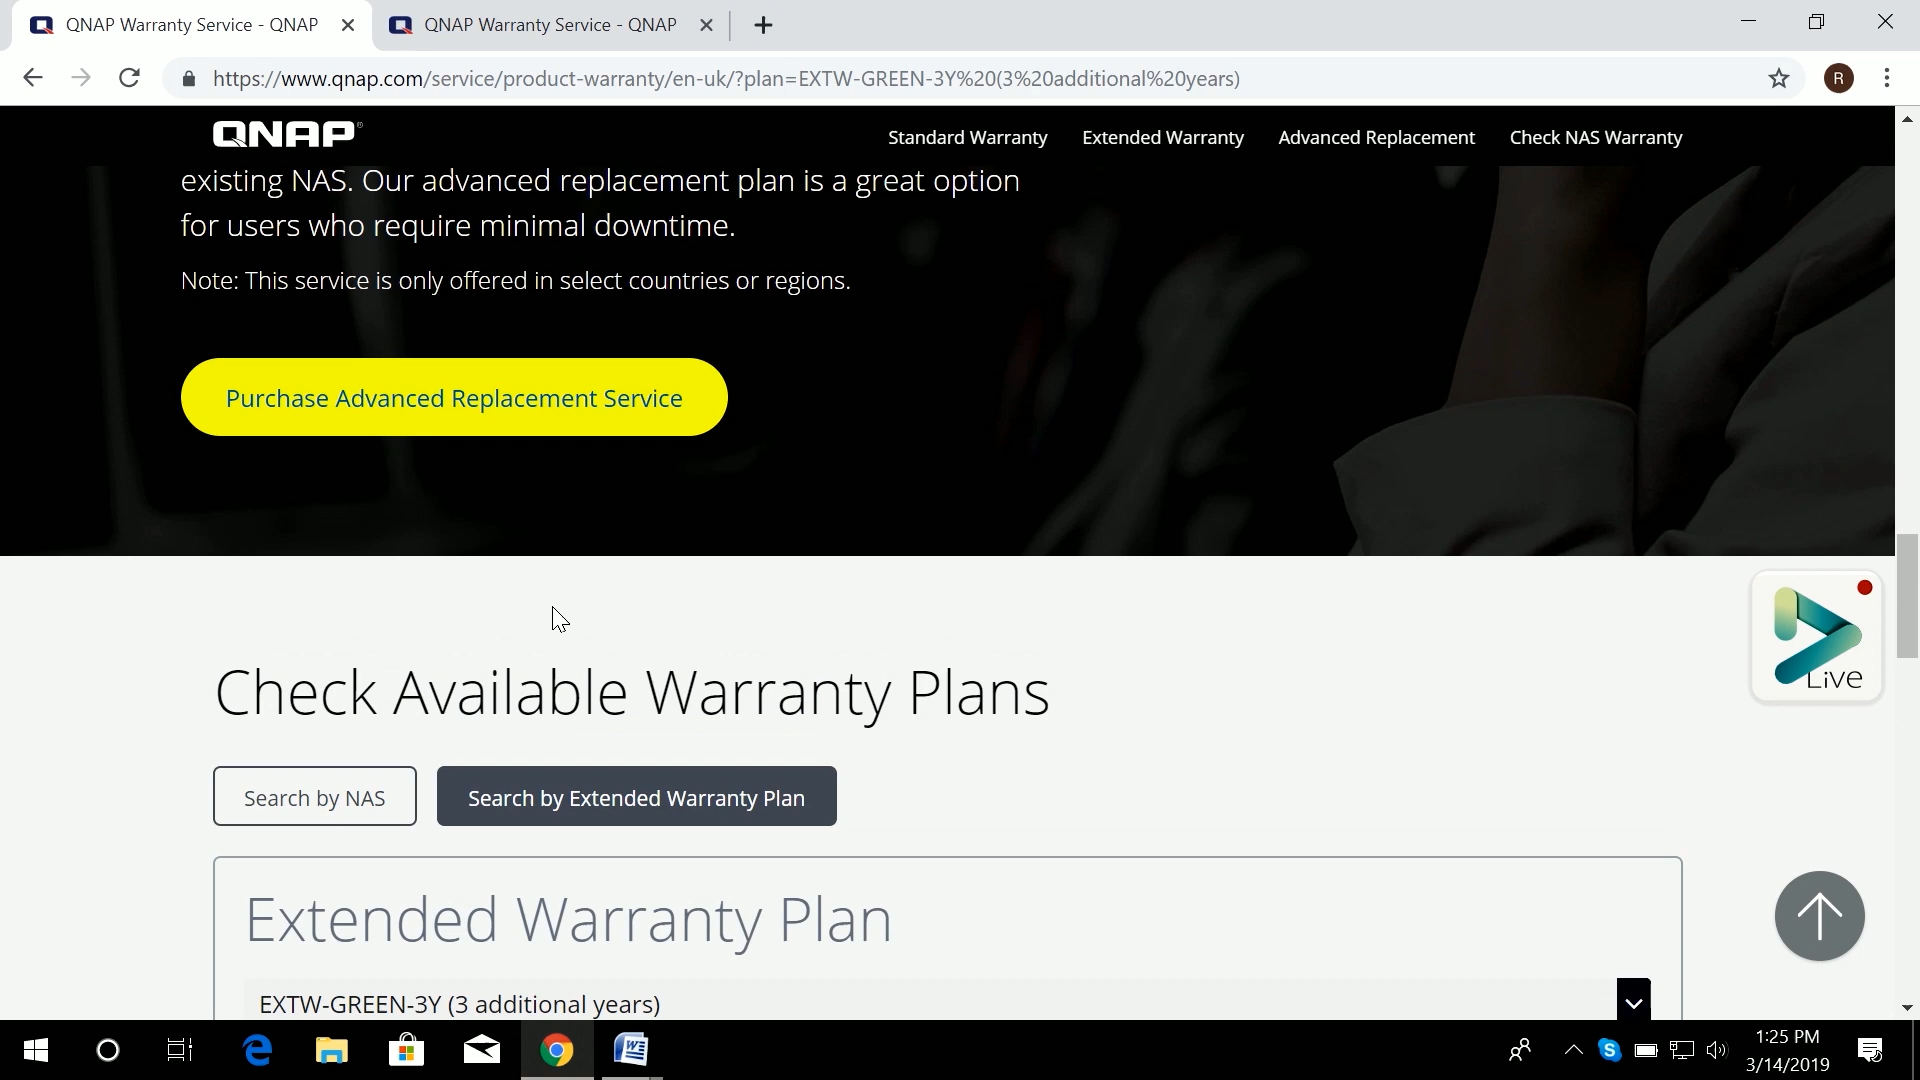 QNAP Warranty Service - QNAP
QNAP Warranty Service - QNAP
https://www.qnap.com/service/product-warranty/en-uk/?plan=EXTW-GREEN-3Y%20(3%20additional%20years)
R
QNAP®
Standard Warranty
Extended Warranty
Advanced Replacement
Check NAS Warranty
existing NAS. Our advanced replacement plan is a great option
for users who require minimal downtime.
Note: This service is only offered in select countries or regions.
Purchase Advanced Replacement Service
Live
Check Available Warranty Plans
Search by NAS
Search by Extended Warranty Plan
Extended Warranty Plan
EXTW-GREEN-3Y (3 additional years)
1:25 PM
3/14/2019